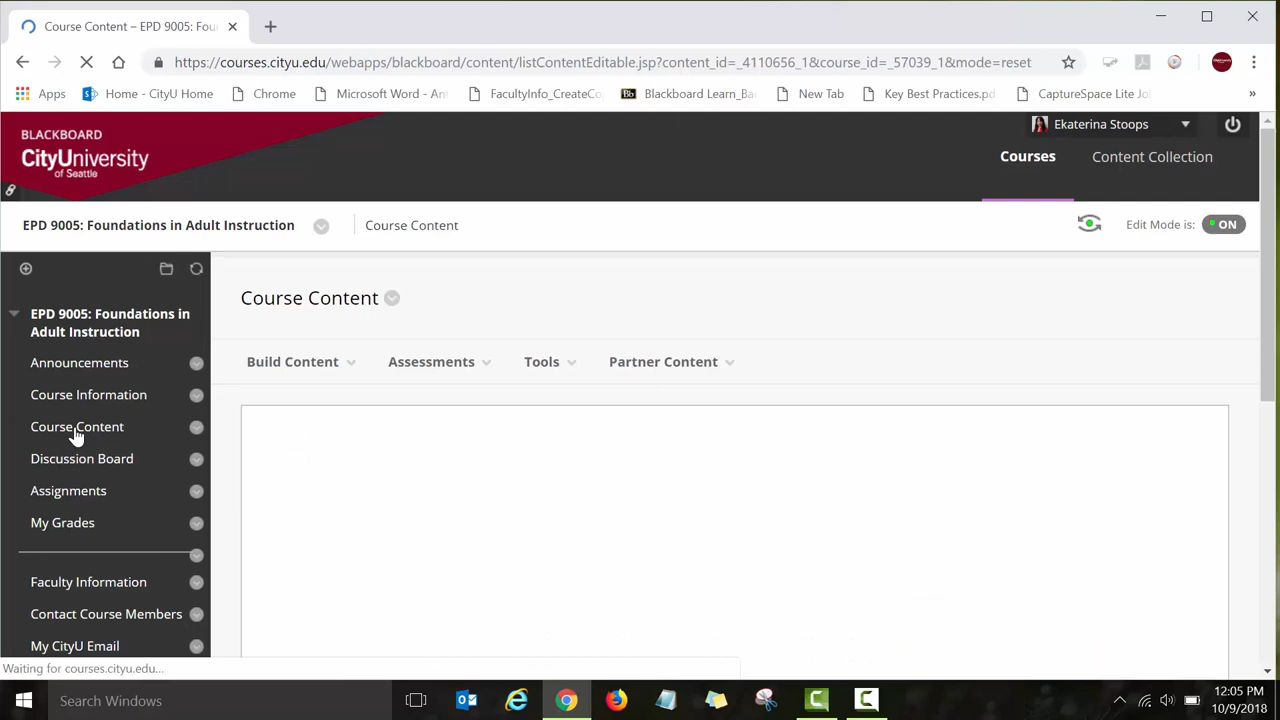 Course Content – EPD 9005: Fou
https://courses.cityu.edu/webapps/blackboard/content/listContentEditable.jsp?content_id=_4110656_1&course_id=_57039_1&mode=reset
Apps
Home - CityU Home
Chrome
Microsoft Word - An
FacultyInfo_CreateCo
Blackboard Learn_Ba
New Tab
Key Best Practices.pd
CaptureSpace Lite Jo
»
BLACKBOARD
CityUniversity
of Seattle
Ekaterina Stoops
Courses
Content Collection
EPD 9005: Foundations in Adult Instruction
Course Content
Edit Mode is:
ON
EPD 9005: Foundations in
Adult Instruction
Announcements
Course Information
Course Content
Discussion Board
Assignments
My Grades
Faculty Information
Contact Course Members
My CityU Email
Course Content
Build Content
Assessments
Tools
Partner Content
Waiting for courses.cityu.edu...
Search Windows
12:05 PM
10/9/2018